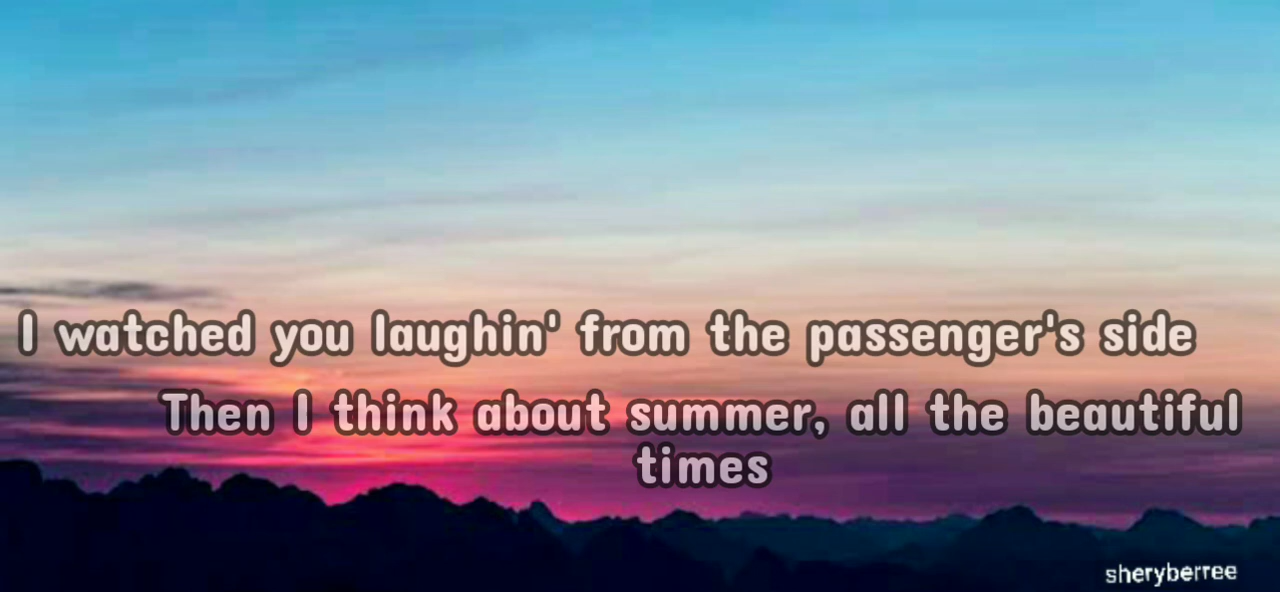 I watched you laughin' from the passenger's side
Then I think about summer, all the beautiful
times
sheryberree